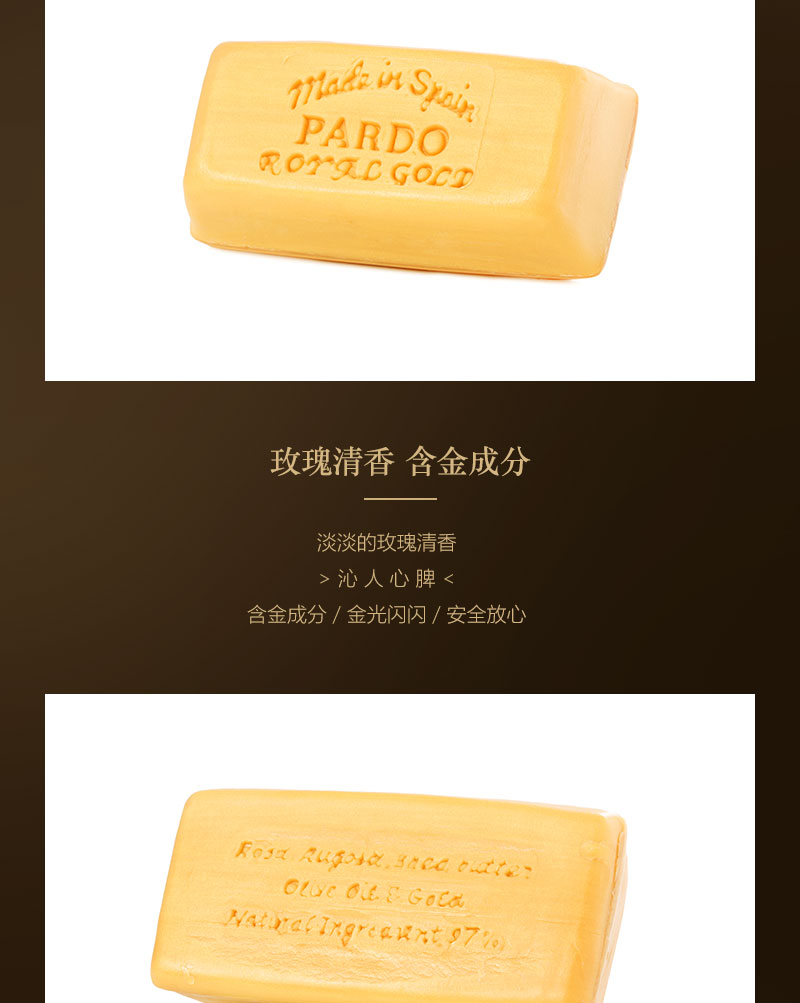 Made in Spain
PARDO
ROYAL GOLD
玫瑰清香 含金成分
淡淡的玫瑰清香
> 沁人心脾 <
含金成分 / 金光闪闪 / 安全放心
Rosa Rugosa, Shea butter
Olive Oil & Gold
Natural Ingredient 97%